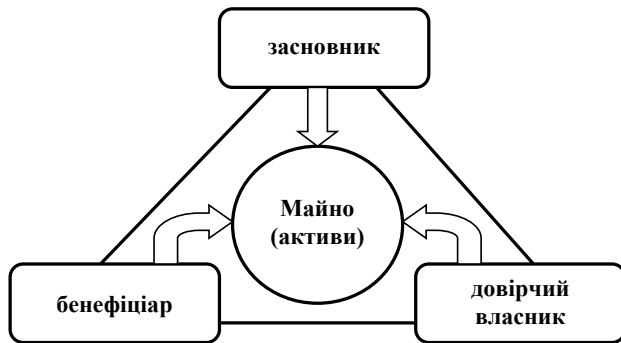 засновник
Майно
(активи)
бенефіціар
довірчий
власник